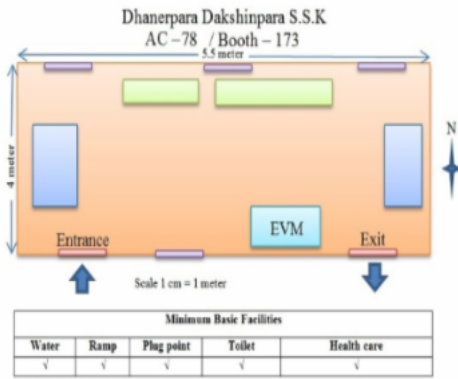 Dhanerpara Dakshinpara S.S.K
AC –78 / Booth – 173
5.5 meter
4 meter
N
EVM
Entrance
Exit
Scale 1 cm = 1 meter
Minimum Basic Facilities
Water Ramp Plug point Toilet Health care
√ √ √ √ √